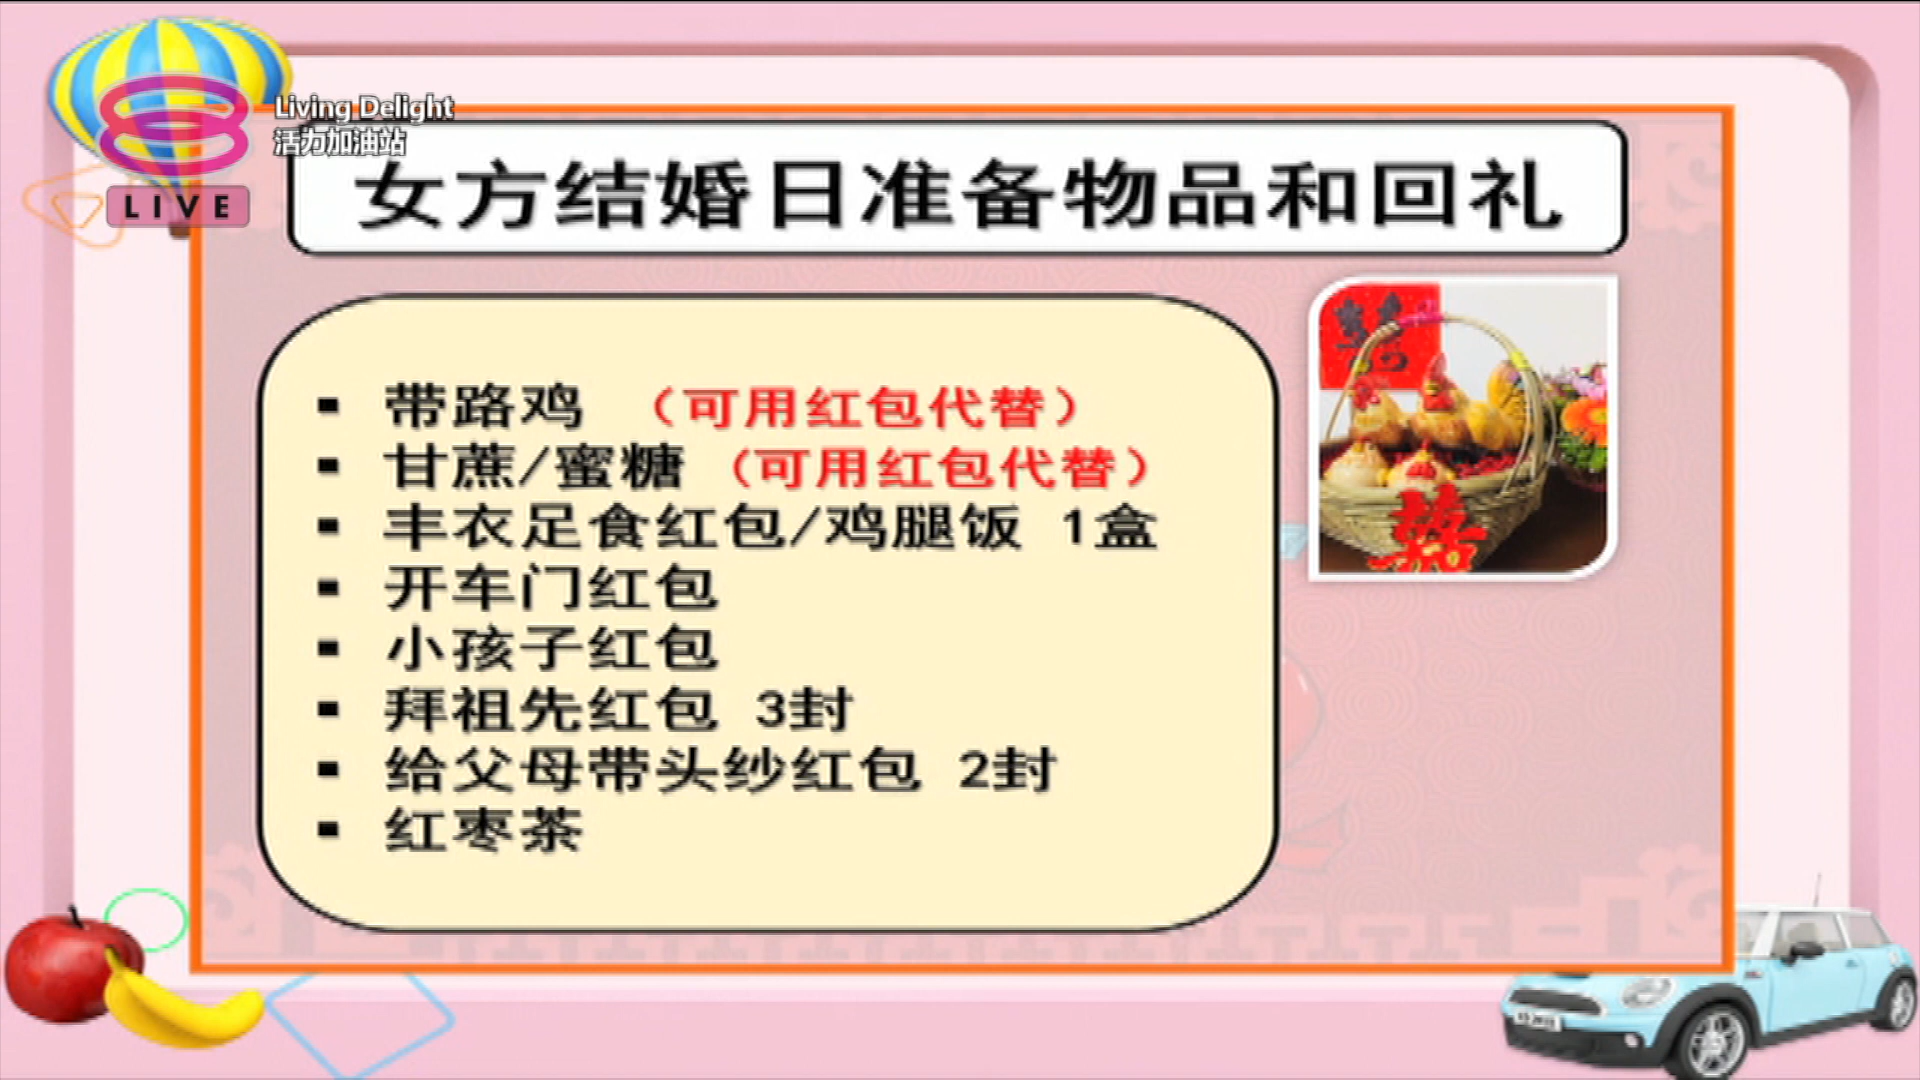 Living Delight
活力加油站
LIVE
女方结婚日准备物品和回礼
▪ 带路鸡 （可用红包代替）
▪ 甘蔗/蜜糖 （可用红包代替）
▪ 丰衣足食红包/鸡腿饭 1盒
▪ 开车门红包
▪ 小孩子红包
▪ 拜祖先红包 3封
▪ 给父母带头纱红包 2封
▪ 红枣茶
囍
囍